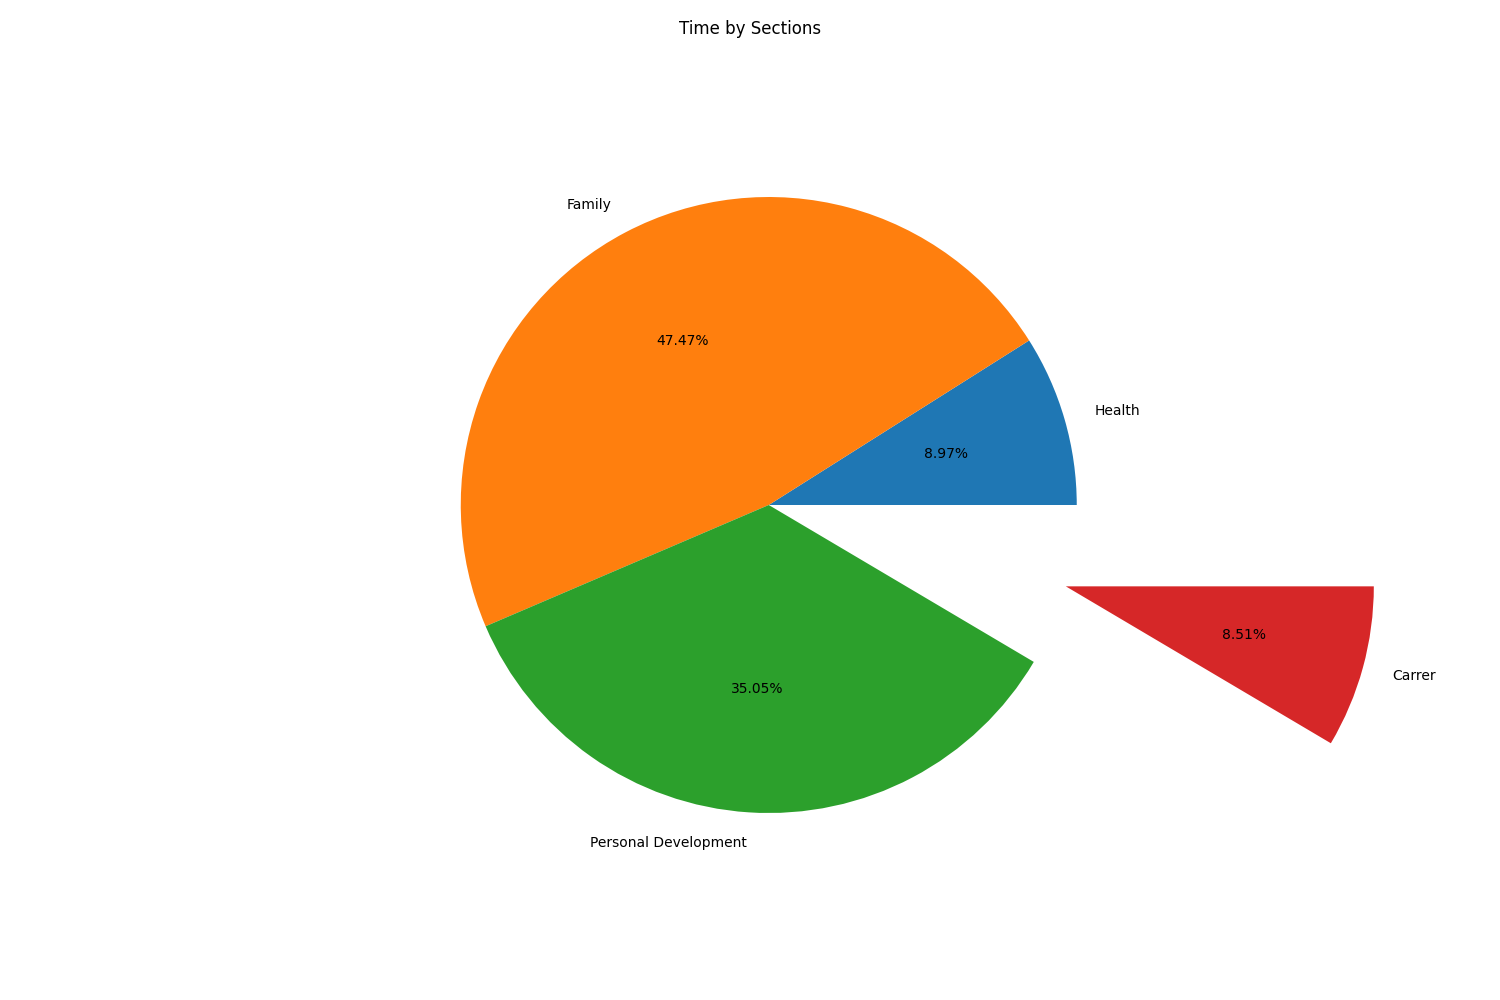 Time by Sections
Family
47.47%
Health
8.97%
8.51%
Carrer
35.05%
Personal Development